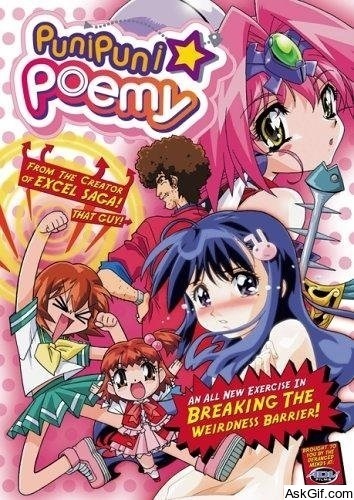 PuniPuni
Poemy
FROM THE CREATOR
OF EXCEL SAGA!
THAT GUY!
AN ALL NEW EXERCISE IN
BREAKING THE
WEIRDNESS BARRIER!
BROUGHT TO
YOU BY THE
DERANGED
MINDS AT:
ADV
AskGif.com